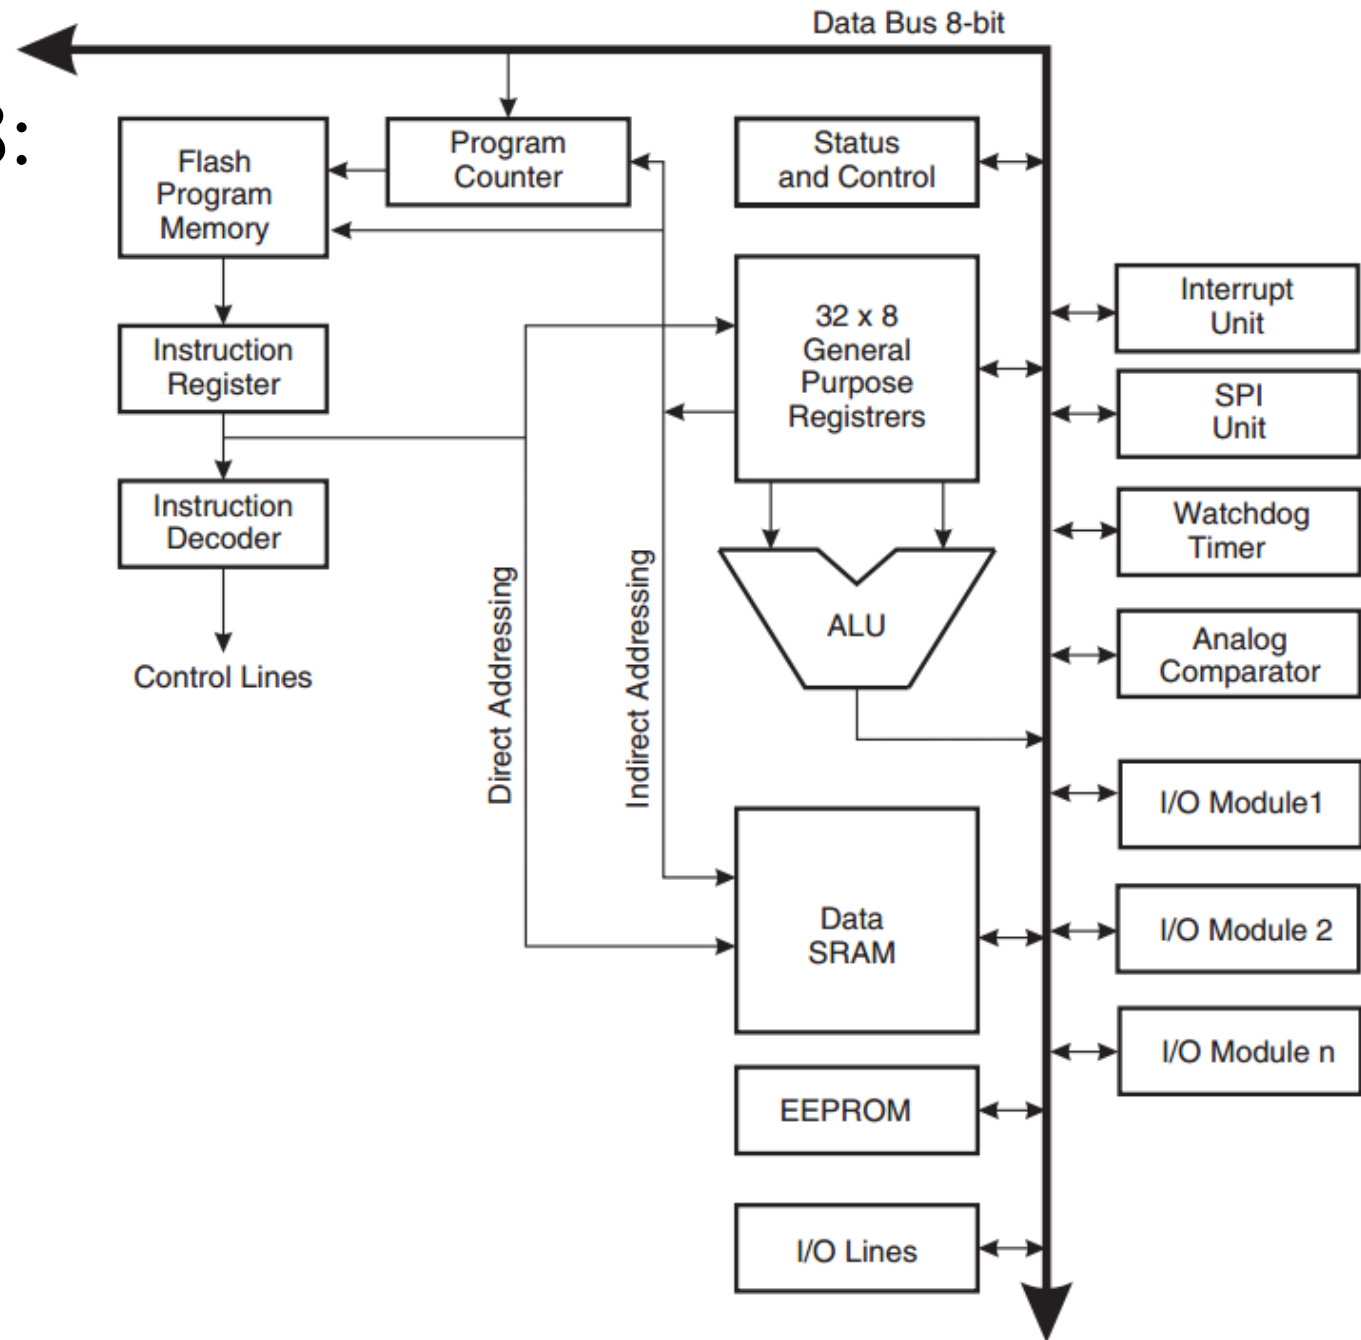 Data Bus 8-bit
3:
Flash
Program
Memory
Program
Counter
Status
and Control
Interrupt
Unit
32 x 8
General
Purpose
Registrers
Instruction
Register
SPI
Unit
Instruction
Decoder
Watchdog
Timer
Control Lines
Direct Addressing
Indirect Addressing
ALU
Analog
Comparator
I/O Module1
Data
SRAM
I/O Module 2
I/O Module n
EEPROM
I/O Lines